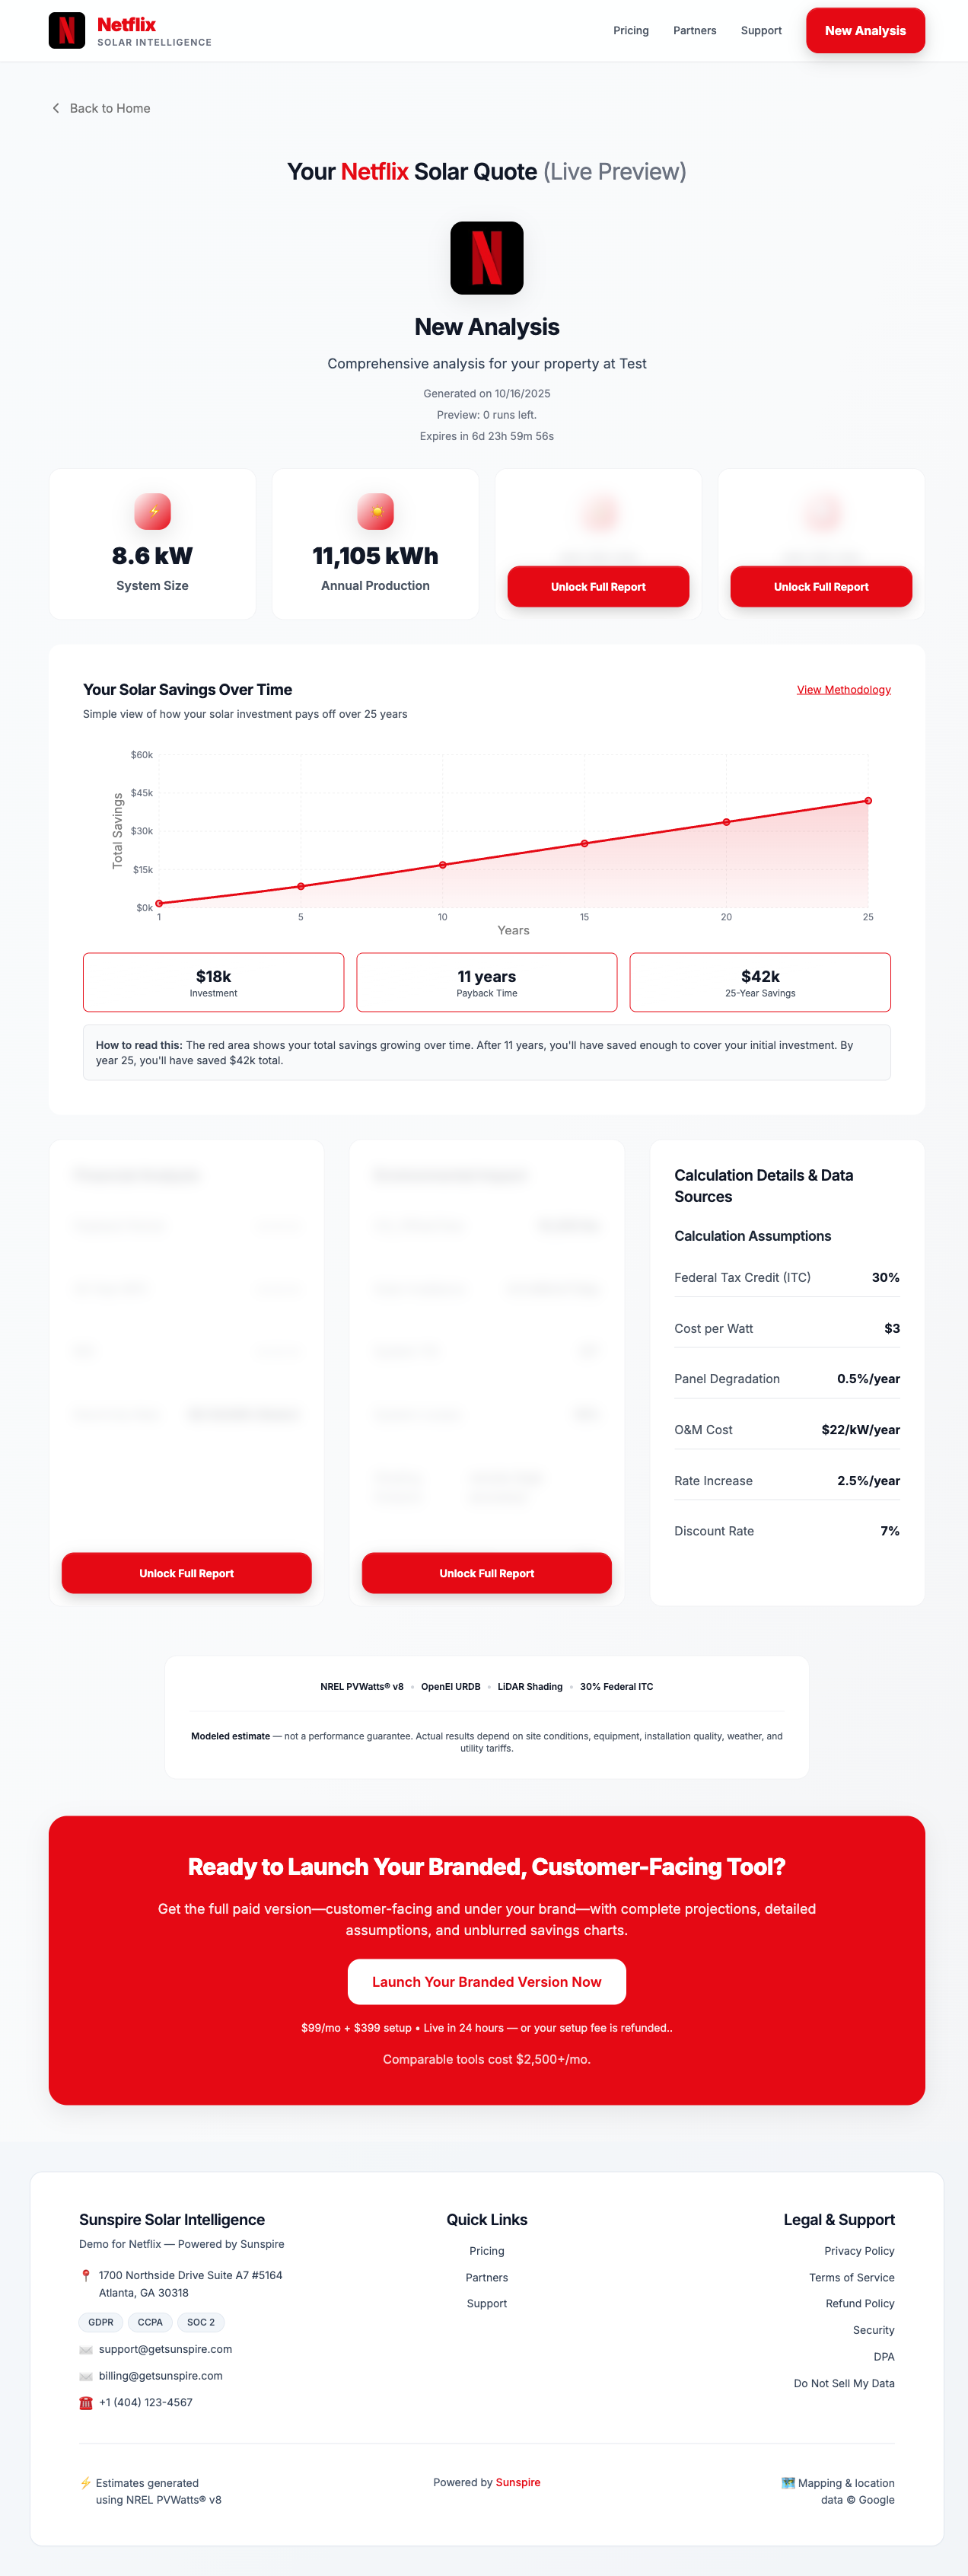 Netflix
SOLAR INTELLIGENCE
Pricing
Partners
Support
New Analysis
Back to Home
Your Netflix Solar Quote (Live Preview)
New Analysis
Comprehensive analysis for your property at Test
Generated on 10/16/2025
Preview: 0 runs left.
Expires in 6d 23h 59m 56s
8.6 kW
System Size
11,105 kWh
Annual Production
Unlock Full Report
Unlock Full Report
Your Solar Savings Over Time
View Methodology
Simple view of how your solar investment pays off over 25 years
Total Savings
$60k
$45k
$30k
$15k
$0k
1
5
10
15
20
25
Years
$18k
Investment
11 years
Payback Time
$42k
25-Year Savings
How to read this: The red area shows your total savings growing over time. After 11 years, you'll have saved enough to cover your initial investment. By
year 25, you'll have saved $42k total.
Unlock Full Report
Unlock Full Report
Calculation Details & Data
Sources
Calculation Assumptions
Federal Tax Credit (ITC) 30%
Cost per Watt $3
Panel Degradation 0.5%/year
O&M Cost $22/kW/year
Rate Increase 2.5%/year
Discount Rate 7%
NREL PVWatts® v8 • OpenEI URDB • LiDAR Shading • 30% Federal ITC
Modeled estimate — not a performance guarantee. Actual results depend on site conditions, equipment, installation quality, weather, and
utility tariffs.
Ready to Launch Your Branded, Customer-Facing Tool?
Get the full paid version—customer-facing and under your brand—with complete projections, detailed
assumptions, and unblurred savings charts.
Launch Your Branded Version Now
$99/mo + $399 setup • Live in 24 hours — or your setup fee is refunded..
Comparable tools cost $2,500+/mo.
Sunspire Solar Intelligence
Demo for Netflix — Powered by Sunspire
1700 Northside Drive Suite A7 #5164
Atlanta, GA 30318
GDPR
CCPA
SOC 2
support@getsunspire.com
billing@getsunspire.com
+1 (404) 123-4567
Quick Links
Pricing
Partners
Support
Legal & Support
Privacy Policy
Terms of Service
Refund Policy
Security
DPA
Do Not Sell My Data
Estimates generated
using NREL PVWatts® v8
Powered by Sunspire
Mapping & location
data © Google